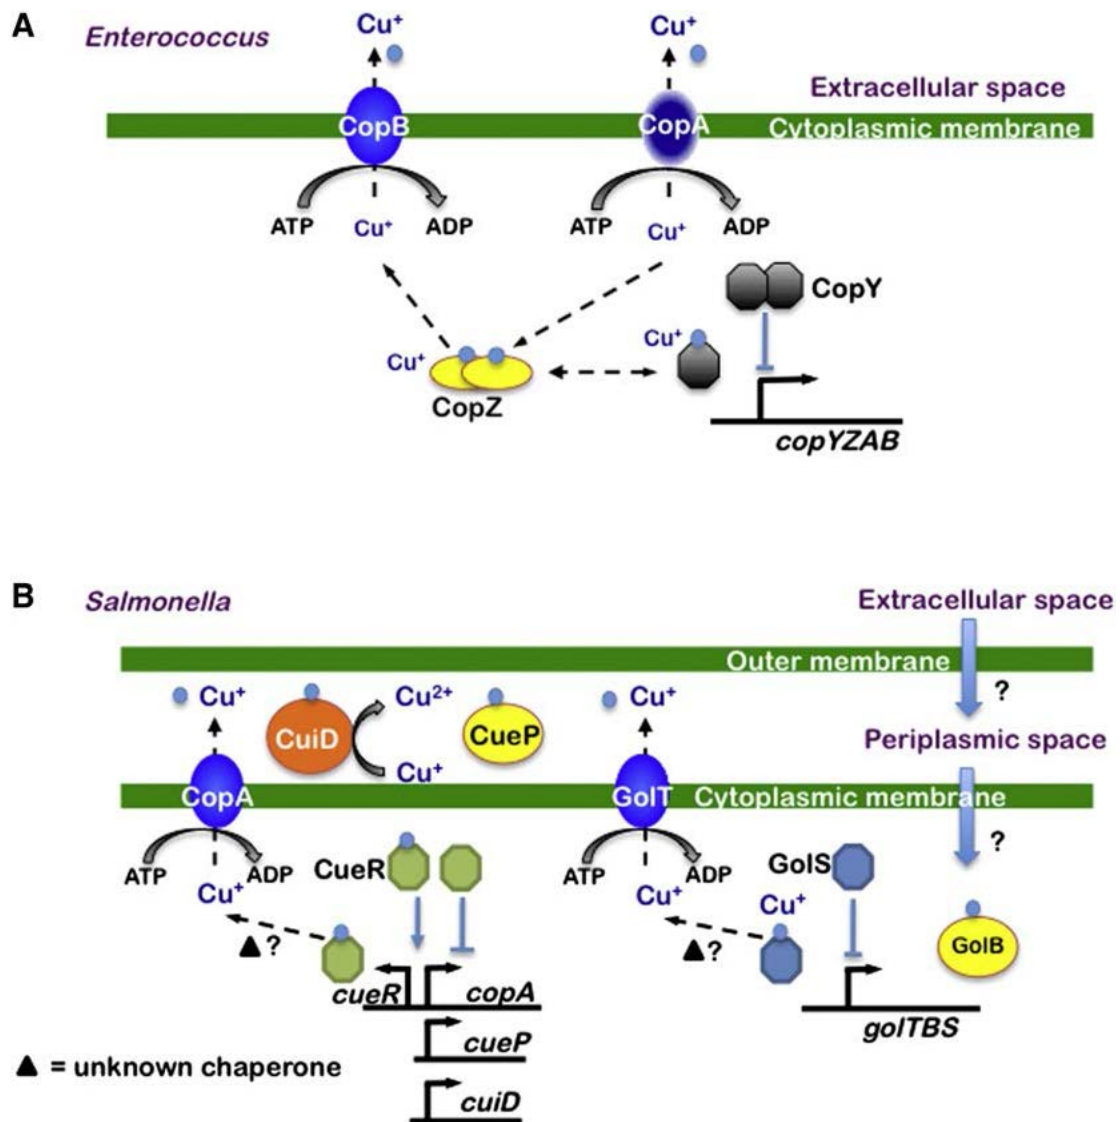 A
Enterococcus
Cu+
Cu+
Extracellular space
CopB
CopA
Cytoplasmic membrane
ATP
Cu+
ADP
ATP
Cu+
ADP
CopY
Cu+
Cu+
CopZ
copYZAB
B
Salmonella
Extracellular space
Outer membrane
?
Cu+
Cu2+
Cu+
CuiD
CueP
Periplasmic space
Cu+
CopA
GolT
Cytoplasmic membrane
?
ATP
ADP
CueR
ATP
ADP
GolS
Cu+
Cu+
Cu+
?
?
GolB
cueR
copA
golTBS
cueP
▲ = unknown chaperone
cuiD